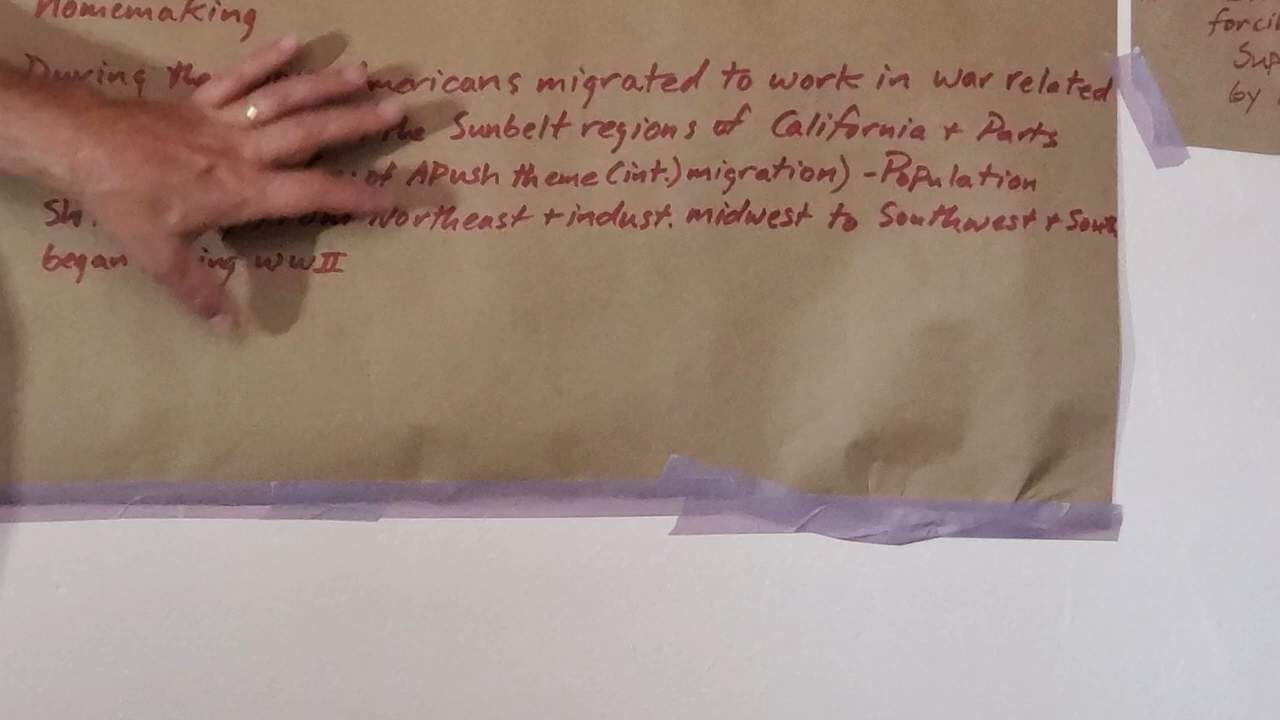 Homemaking
During the Americans migrated to work in war related
the Sunbelt regions of California + Parts
of APUSH theme (int.) migration) - Population
from Northeast + indust. midwest to Southwest + South
began WWII
forci
Sup
by